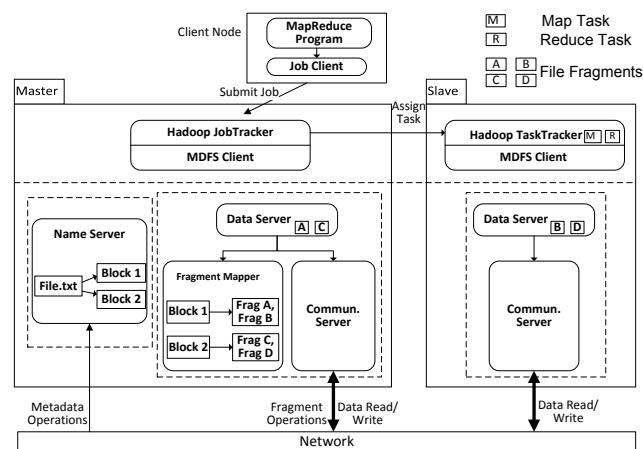 Client Node
MapReduce
Program
Job Client
M Map Task
R Reduce Task
A B
C D
File Fragments
Master
Submit Job
Assign
Task
Slave
Hadoop JobTracker
MDFS Client
Hadoop TaskTracker M R
MDFS Client
Name Server
File.txt
Block 1
Block 2
Data Server A C
Fragment Mapper
Block 1
Frag A,
Frag B
Block 2
Frag C,
Frag D
Commun.
Server
Data Server B D
Commun.
Server
Metadata
Operations
Fragment
Operations
Data Read/
Write
Data Read/
Write
Network